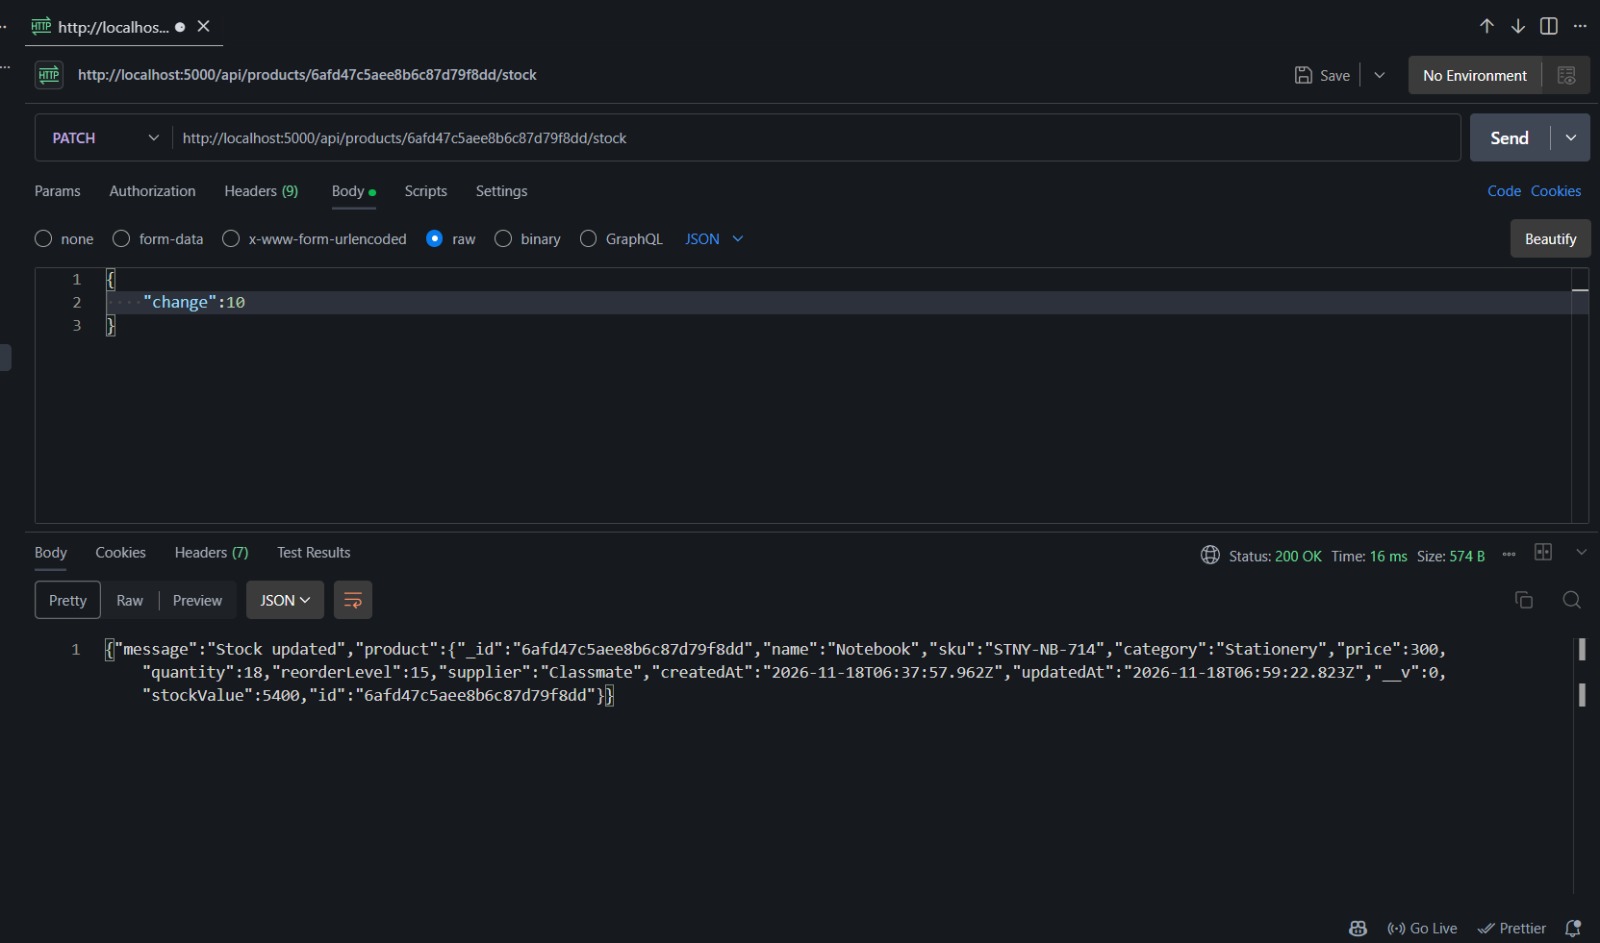 HTTP http://localhos...
HTTP http://localhost:5000/api/products/6afd47c5aee8b6c87d79f8dd/stock
Save
No Environment
PATCH http://localhost:5000/api/products/6afd47c5aee8b6c87d79f8dd/stock
Send
Params Authorization Headers (9) Body Scripts Settings
Code Cookies
none form-data x-www-form-urlencoded raw binary GraphQL JSON
Beautify
1 {
2 "change":10
3 }
Body Cookies Headers (7) Test Results
Status: 200 OK Time: 16 ms Size: 574 B
Pretty Raw Preview JSON
1 {"message":"Stock updated","product":{"_id":"6afd47c5aee8b6c87d79f8dd","name":"Notebook","sku":"STNY-NB-714","category":"Stationery","price":300,
"quantity":18,"reorderLevel":15,"supplier":"Classmate","createdAt":"2026-11-18T06:37:57.962Z","updatedAt":"2026-11-18T06:59:22.823Z","__v":0,
"stockValue":5400,"id":"6afd47c5aee8b6c87d79f8dd"}}
Go Live Prettier